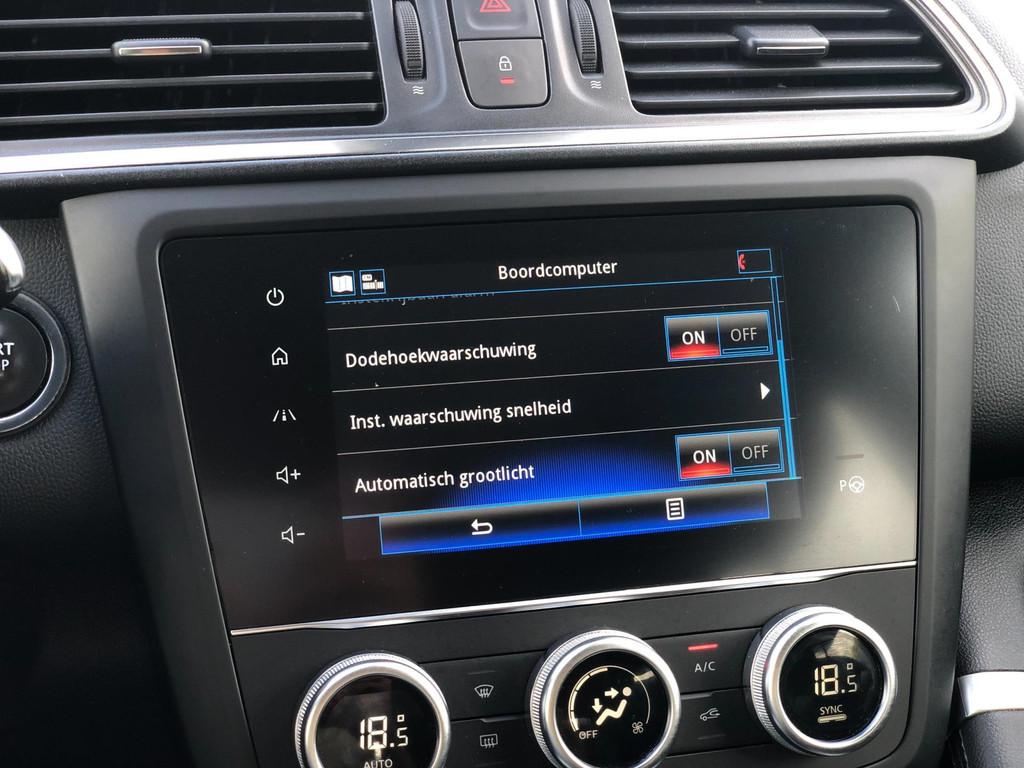 Boordcomputer
Dodehoekwaarschuwing
ON OFF
Inst. waarschuwing snelheid
Automatisch grootlicht
ON OFF
P
A/C
18.5
AUTO
OFF
18.5
SYNC